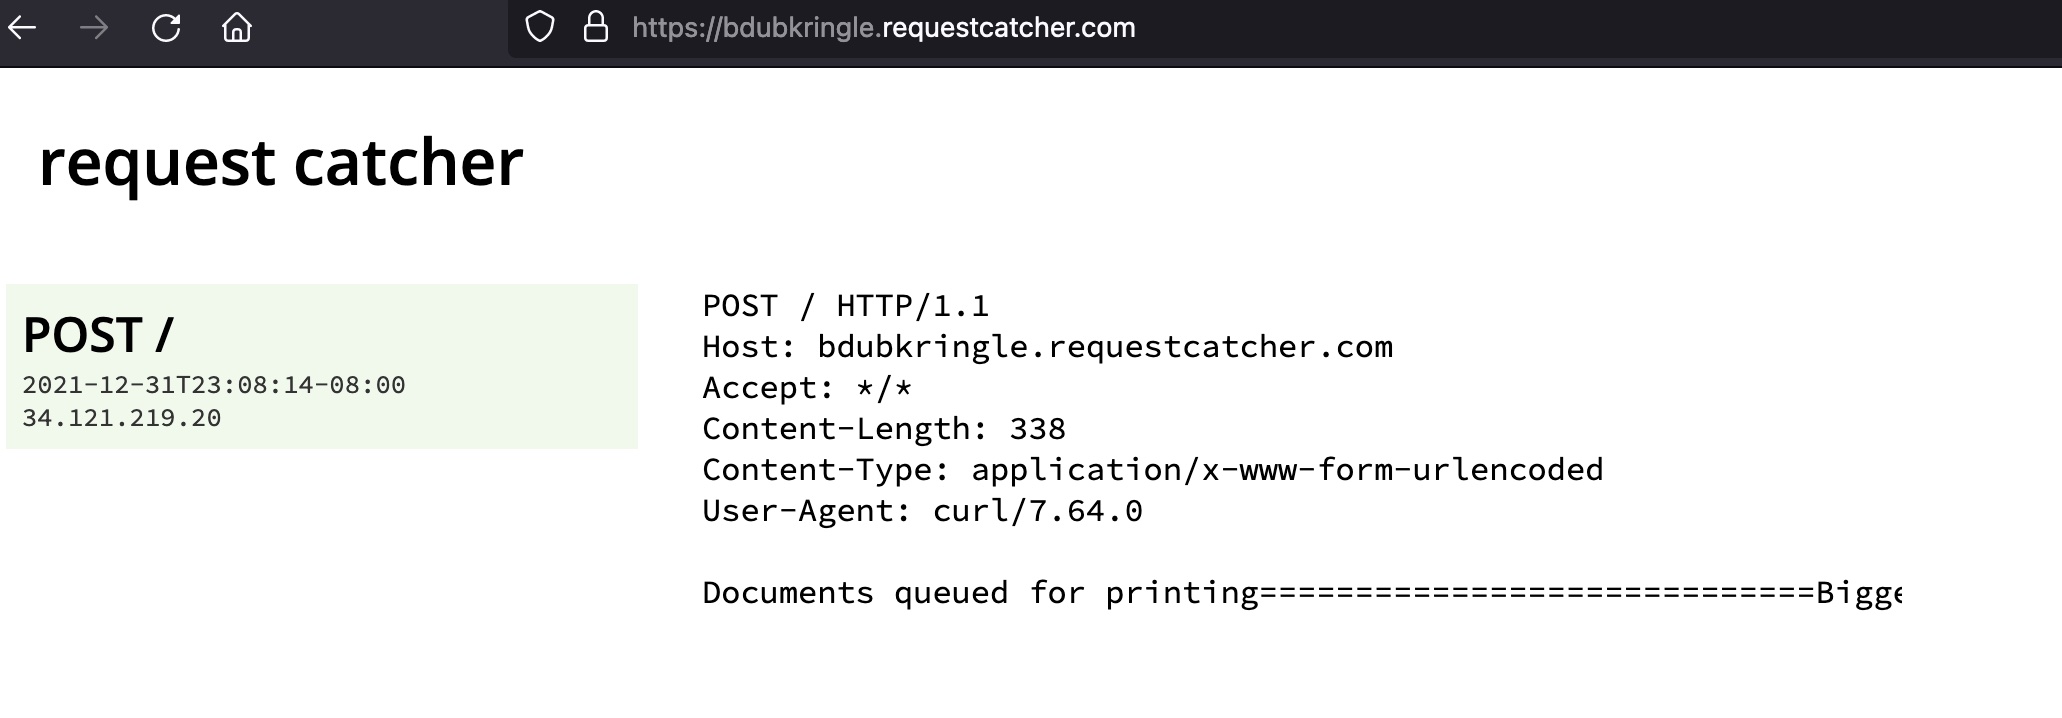 https://bdubkringle.requestcatcher.com
request catcher
POST /
2021-12-31T23:08:14-08:00
34.121.219.20
POST / HTTP/1.1
Host: bdubkringle.requestcatcher.com
Accept: */*
Content-Length: 338
Content-Type: application/x-www-form-urlencoded
User-Agent: curl/7.64.0
Documents queued for printing=============================Bigge